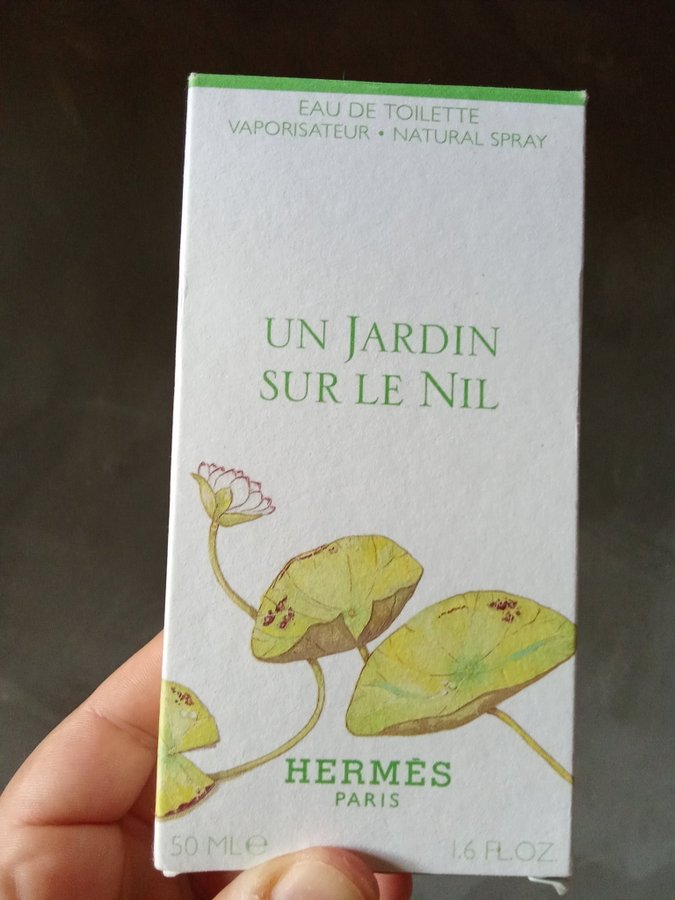 EAU DE TOILETTE
VAPORISATEUR • NATURAL SPRAY
UN JARDIN
SUR LE NIL
HERMÈS
PARIS
50 ML℮ 1.6 FL.OZ.